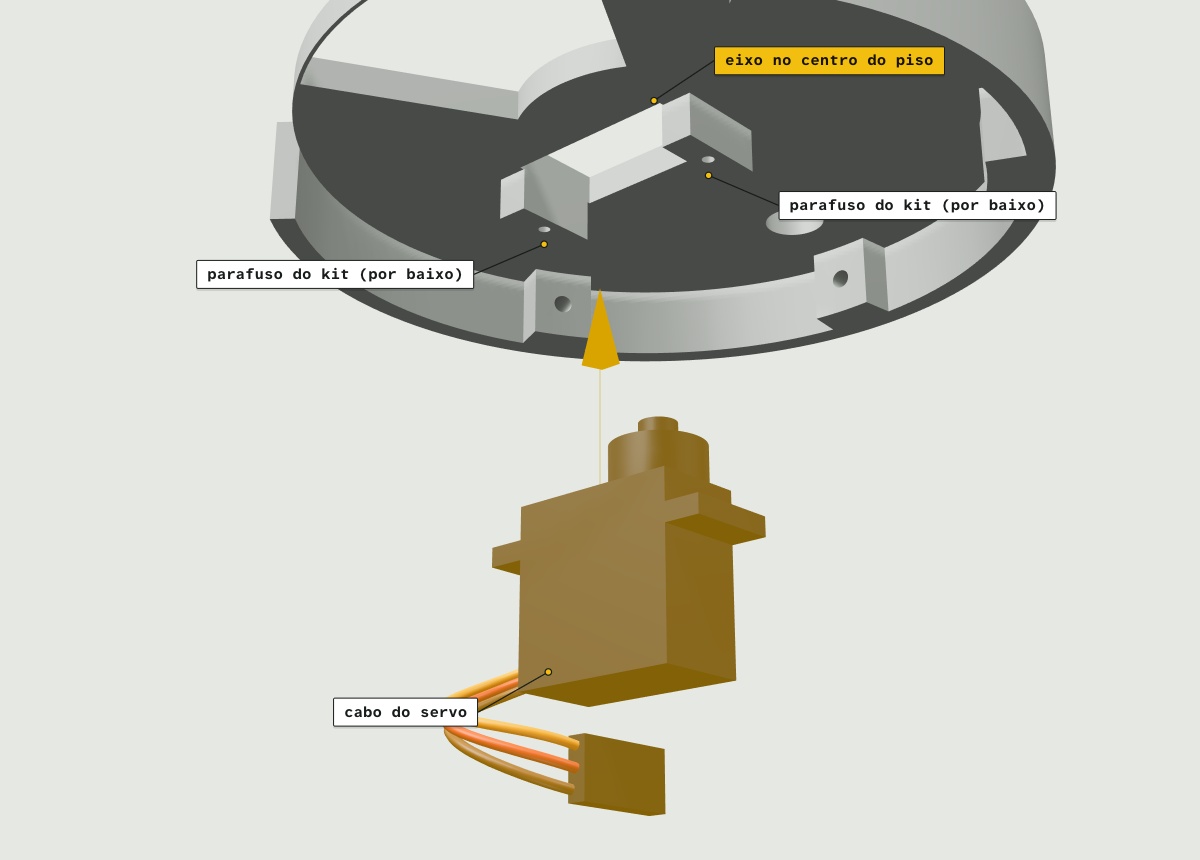 eixo no centro do piso
parafuso do kit (por baixo)
parafuso do kit (por baixo)
cabo do servo